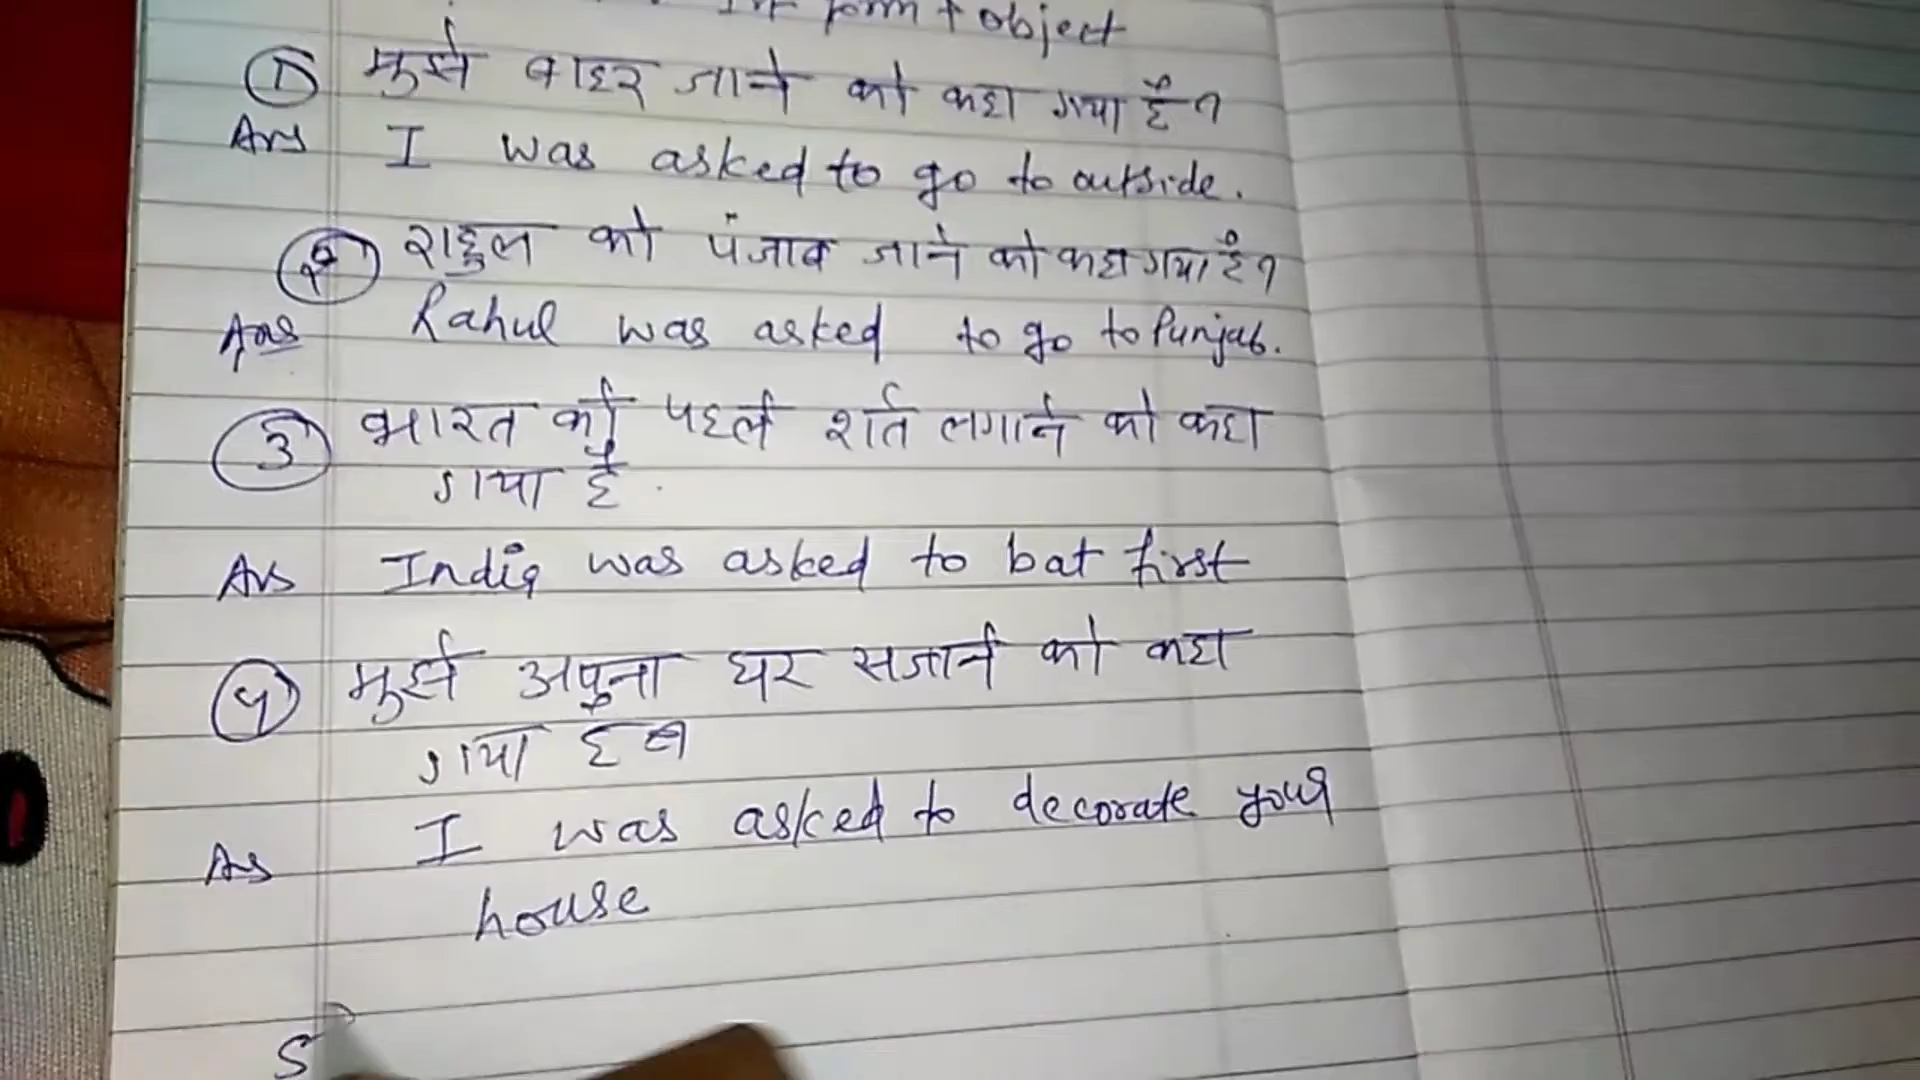 form + object
① मुझे बाहर जाने को कहा गया है ?
Ans I was asked to go to outside.
② राहुल को पंजाब जाने को कहा गया है ?
Ans Rahul was asked to go to Punjab.
③ भारत को पहले शर्त लगाने को कहा
गया है
Ans India was asked to bat first
④ मुझे अपना घर सजाने को कहा
गया है
Ans I was asked to decorate your
house
S